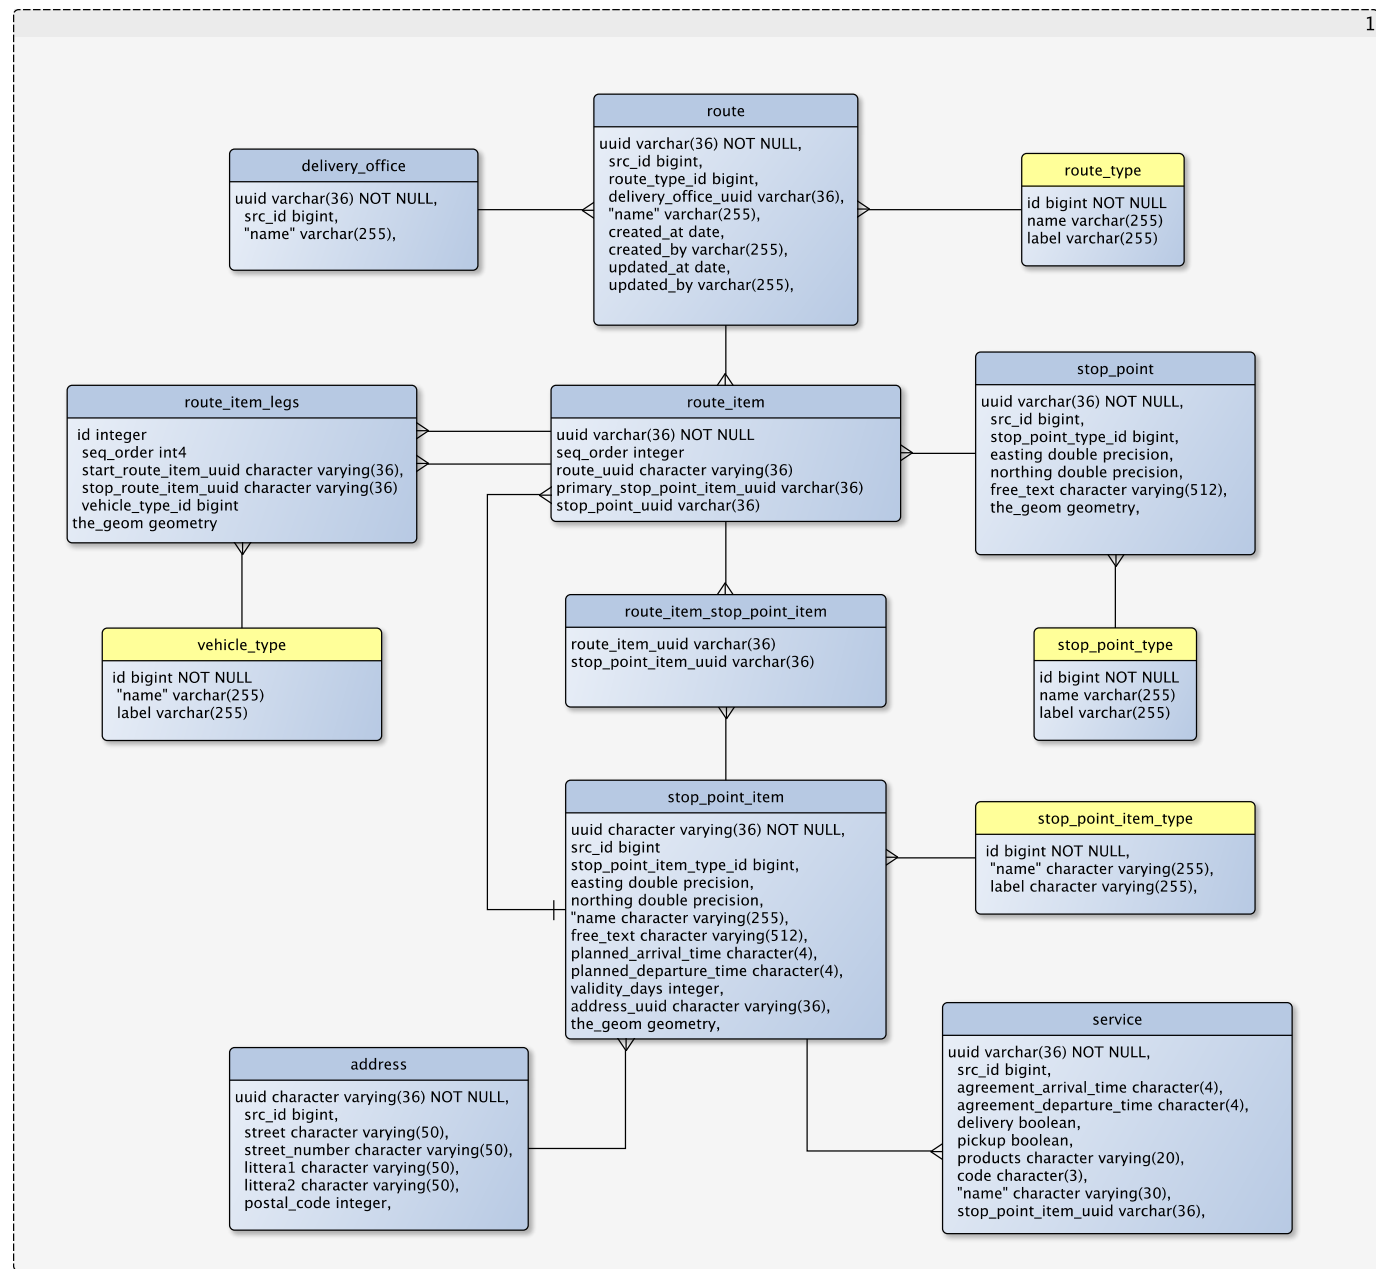 1
route
uuid varchar(36) NOT NULL,
src_id bigint,
route_type_id bigint,
delivery_office_uuid varchar(36),
"name" varchar(255),
created_at date,
created_by varchar(255),
updated_at date,
updated_by varchar(255),
delivery_office
uuid varchar(36) NOT NULL,
src_id bigint,
"name" varchar(255),
route_type
id bigint NOT NULL
name varchar(255)
label varchar(255)
route_item_legs
id integer
seq_order int4
start_route_item_uuid character varying(36),
stop_route_item_uuid character varying(36)
vehicle_type_id bigint
the_geom geometry
route_item
uuid varchar(36) NOT NULL
seq_order integer
route_uuid character varying(36)
primary_stop_point_item_uuid varchar(36)
stop_point_uuid varchar(36)
stop_point
uuid varchar(36) NOT NULL,
src_id bigint,
stop_point_type_id bigint,
easting double precision,
northing double precision,
free_text character varying(512),
the_geom geometry,
vehicle_type
id bigint NOT NULL
"name" varchar(255)
label varchar(255)
route_item_stop_point_item
route_item_uuid varchar(36)
stop_point_item_uuid varchar(36)
stop_point_type
id bigint NOT NULL
name varchar(255)
label varchar(255)
stop_point_item
uuid character varying(36) NOT NULL,
src_id bigint
stop_point_item_type_id bigint,
easting double precision,
northing double precision,
"name character varying(255),
free_text character varying(512),
planned_arrival_time character(4),
planned_departure_time character(4),
validity_days integer,
address_uuid character varying(36),
the_geom geometry,
stop_point_item_type
id bigint NOT NULL,
"name" character varying(255),
label character varying(255),
address
uuid character varying(36) NOT NULL,
src_id bigint,
street character varying(50),
street_number character varying(50),
littera1 character varying(50),
littera2 character varying(50),
postal_code integer,
service
uuid varchar(36) NOT NULL,
src_id bigint,
agreement_arrival_time character(4),
agreement_departure_time character(4),
delivery boolean,
pickup boolean,
products character varying(20),
code character(3),
"name" character varying(30),
stop_point_item_uuid varchar(36),